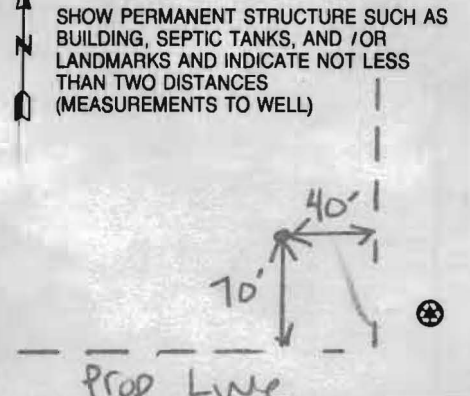 SHOW PERMANENT STRUCTURE SUCH AS
N BUILDING, SEPTIC TANKS, AND / OR
LANDMARKS AND INDICATE NOT LESS
THAN TWO DISTANCES
(MEASUREMENTS TO WELL)
40'
70'
Prop Line